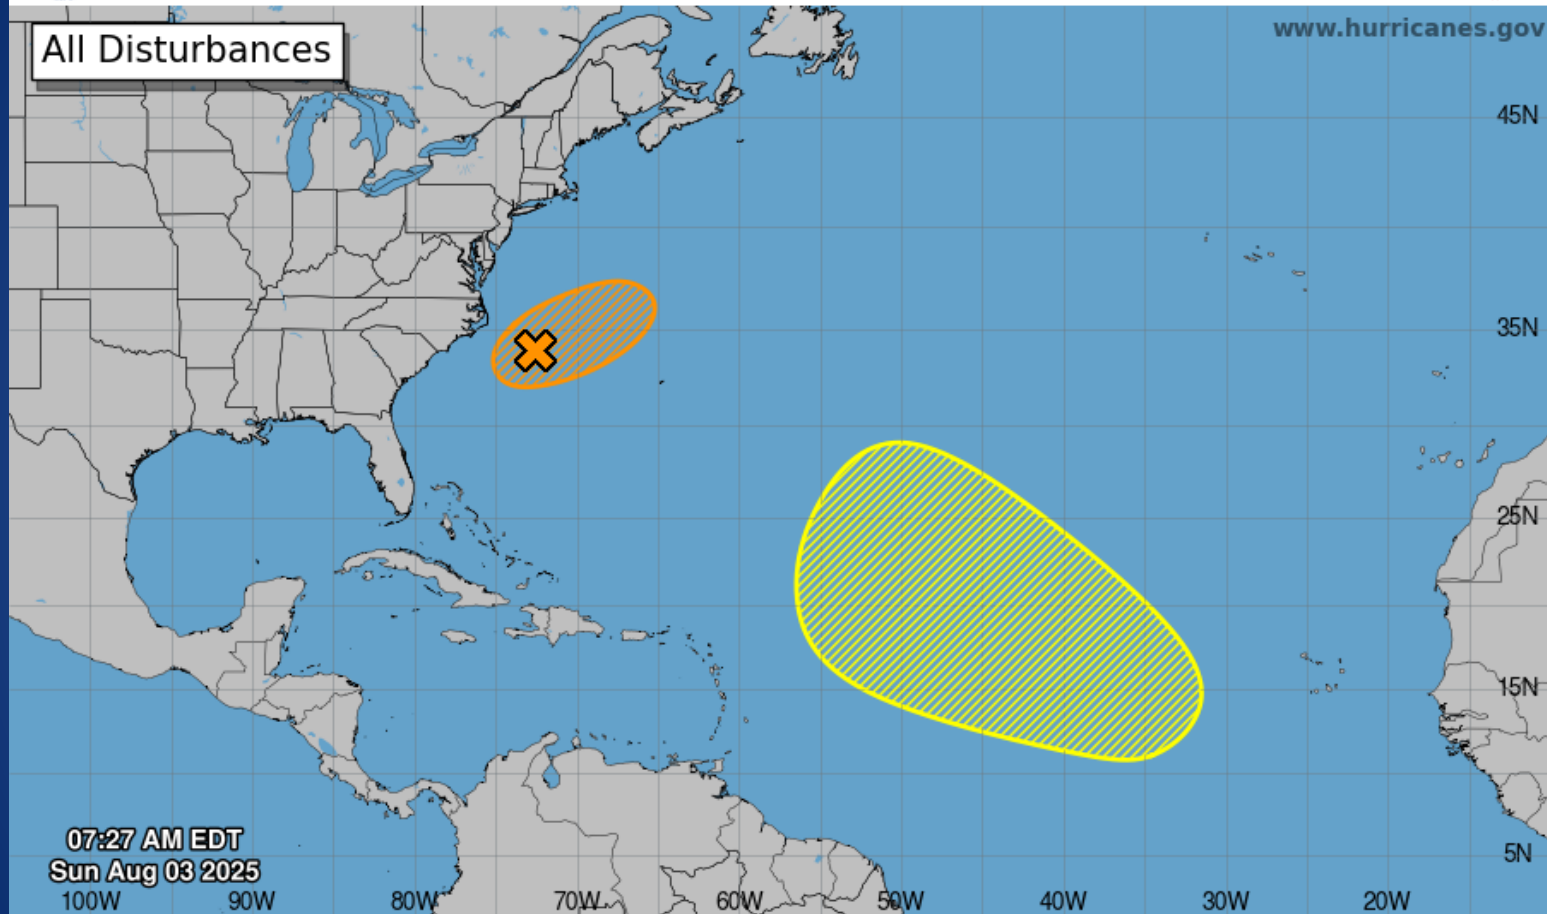 All Disturbances
www.hurricanes.gov
45N
35N
25N
15N
5N
07:27 AM EDT
Sun Aug 03 2025
100W 90W 80W 70W 60W 50W 40W 30W 20W